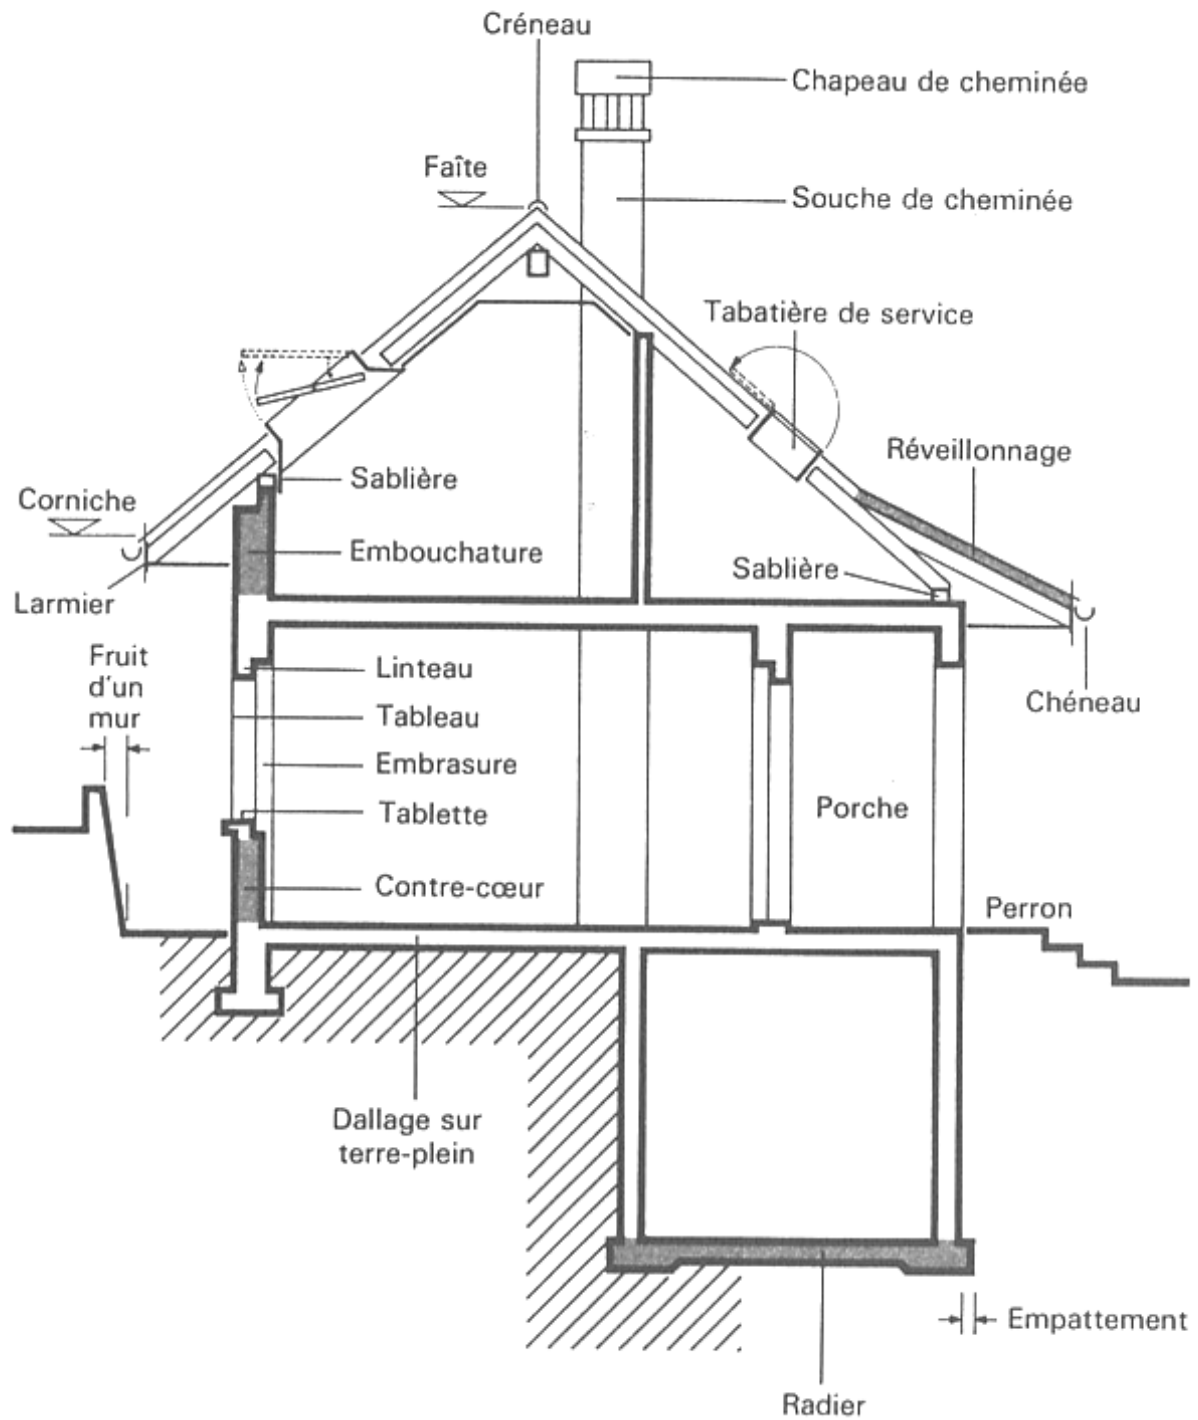 Créneau
Chapeau de cheminée
Faîte
Souche de cheminée
Tabatière de service
Réveillonnage
Sablière
Corniche
Embouchature
Sablière
Larmier
Fruit
d'un
mur
Linteau
Chéneau
Tableau
Embrasure
Tablette
Porche
Contre-cœur
Perron
Dallage sur
terre-plein
Empattement
Radier